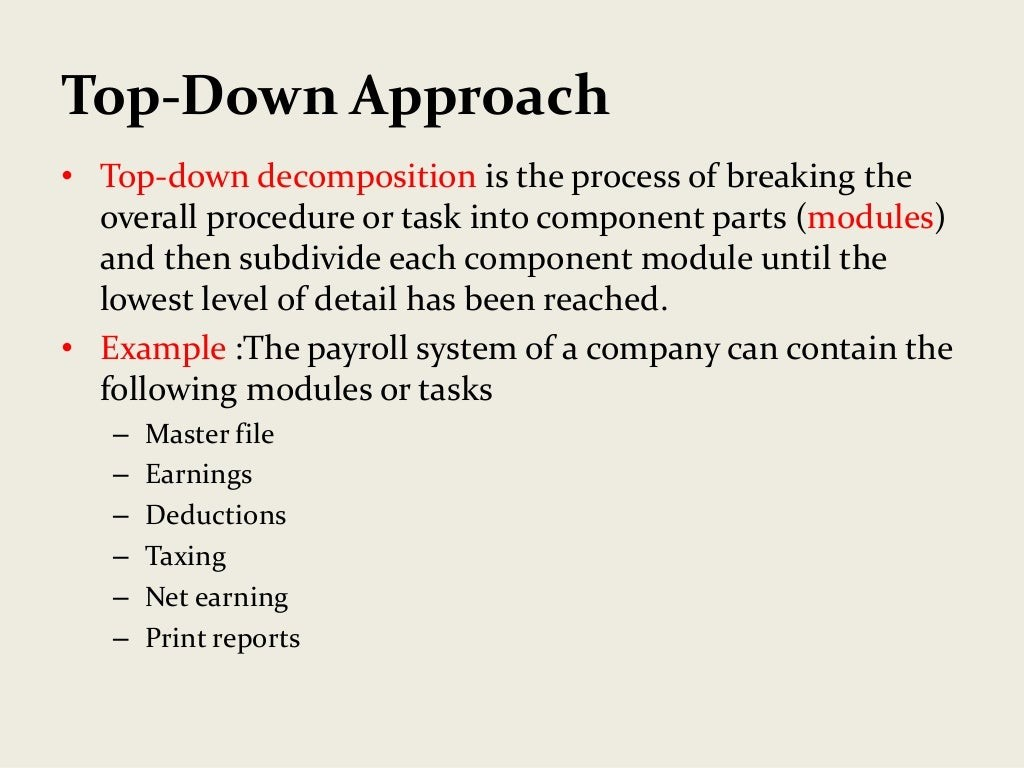 Top-Down Approach
• Top-down decomposition is the process of breaking the
overall procedure or task into component parts (modules)
and then subdivide each component module until the
lowest level of detail has been reached.
• Example :The payroll system of a company can contain the
following modules or tasks
– Master file
– Earnings
– Deductions
– Taxing
– Net earning
– Print reports